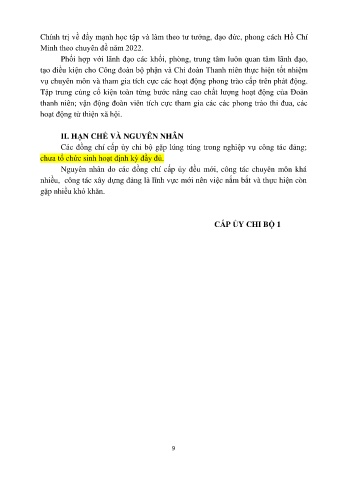 Chính trị về đẩy mạnh học tập và làm theo tư tưởng, đạo đức, phong cách Hồ Chí
Minh theo chuyên đề năm 2022.
Phối hợp với lãnh đạo các khối, phòng, trung tâm luôn quan tâm lãnh đạo,
tạo điều kiện cho Công đoàn bộ phận và Chi đoàn Thanh niên thực hiện tốt nhiệm
vụ chuyên môn và tham gia tích cực các hoạt động phong trào cấp trên phát động.
Tập trung củng cố kiện toàn từng bước nâng cao chất lượng hoạt động của Đoàn
thanh niên; vận động đoàn viên tích cực tham gia các các phong trào thi đua, các
hoạt động từ thiện xã hội.
II. HẠN CHẾ VÀ NGUYÊN NHÂN
Các đồng chí cấp ủy chi bộ gặp lúng túng trong nghiệp vụ công tác đảng;
chưa tổ chức sinh hoạt định kỳ đầy đủ.
Nguyên nhân do các đồng chí cấp ủy đều mới, công tác chuyên môn khá
nhiều, công tác xây dựng đảng là lĩnh vực mới nên việc nắm bắt và thực hiện còn
gặp nhiều khó khăn.
CẤP ỦY CHI BỘ 1
9